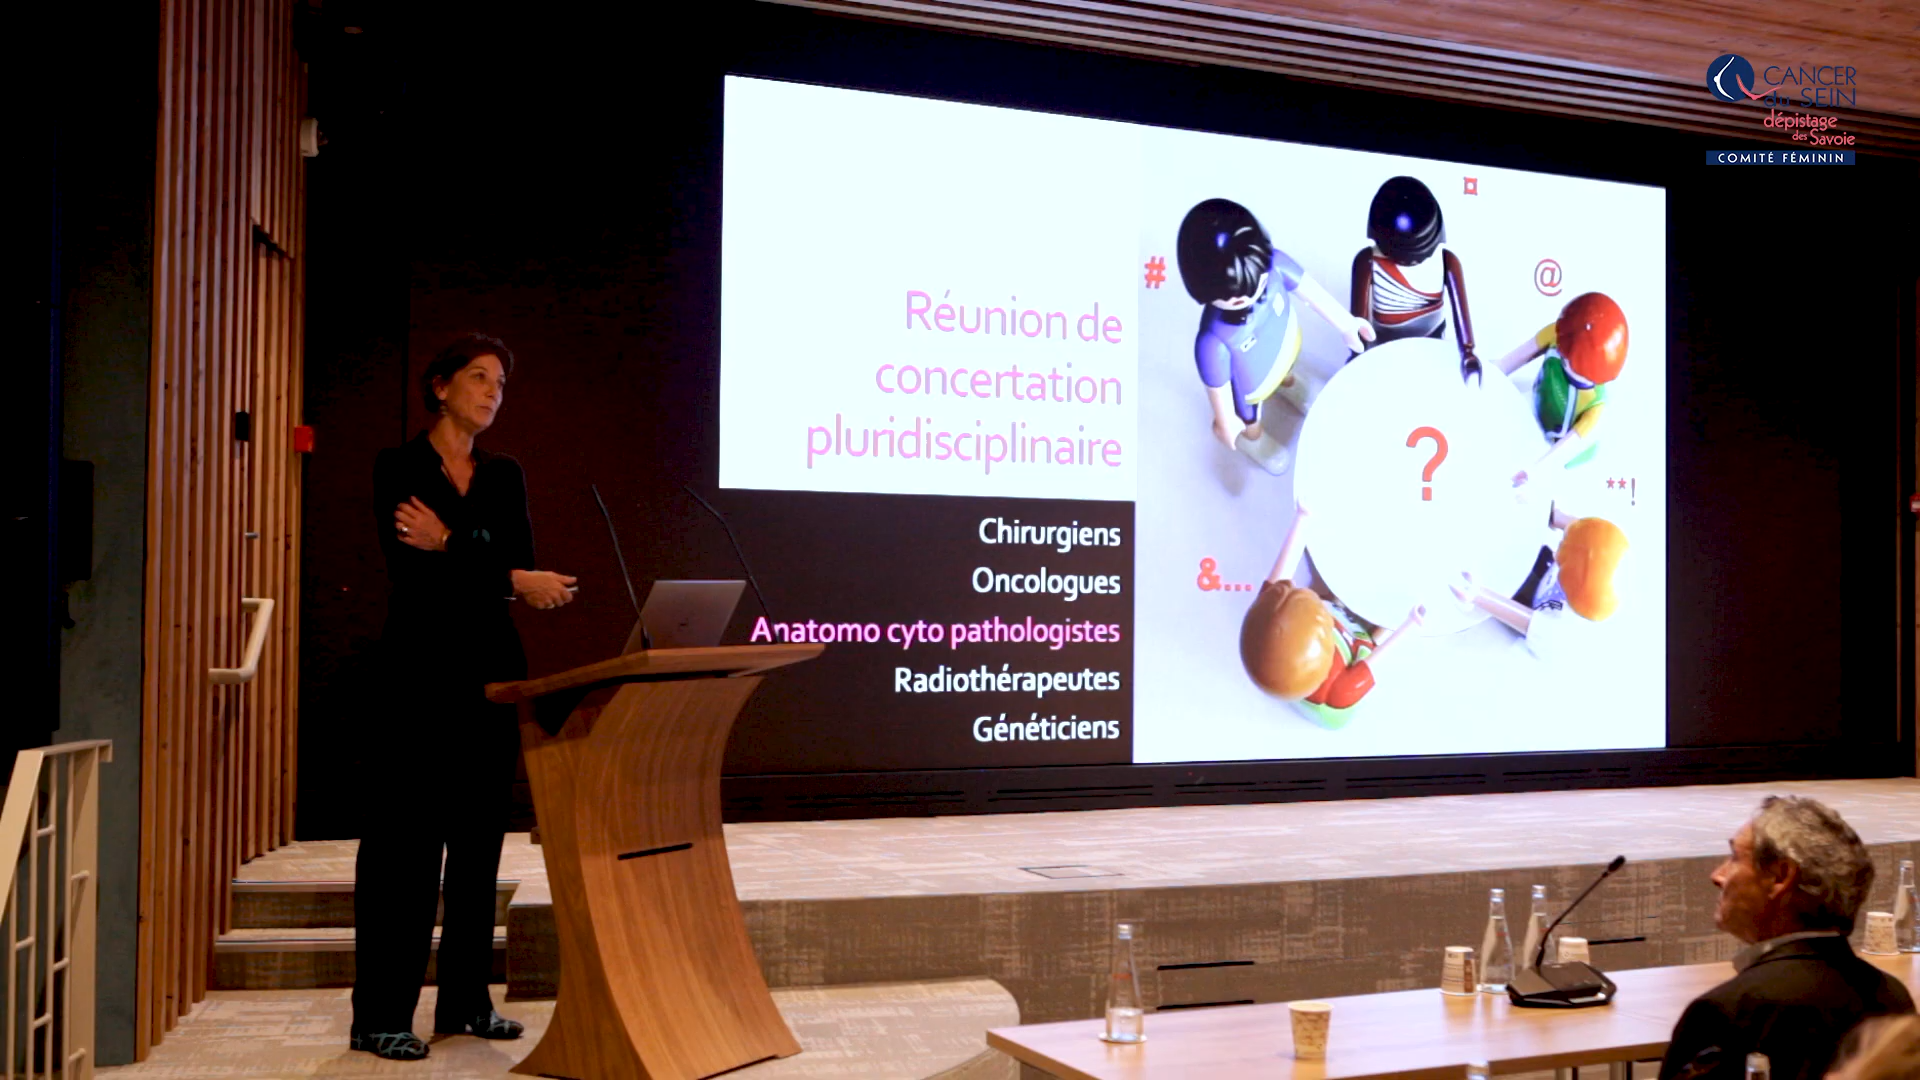 CANCER
du SEIN
dépistage
des Savoie
COMITÉ FÉMININ
Réunion de
concertation
pluridisciplinaire
Chirurgiens
Oncologues
Anatomo cyto pathologistes
Radiothérapeutes
Généticiens
#
¤
@
?
**!
&...